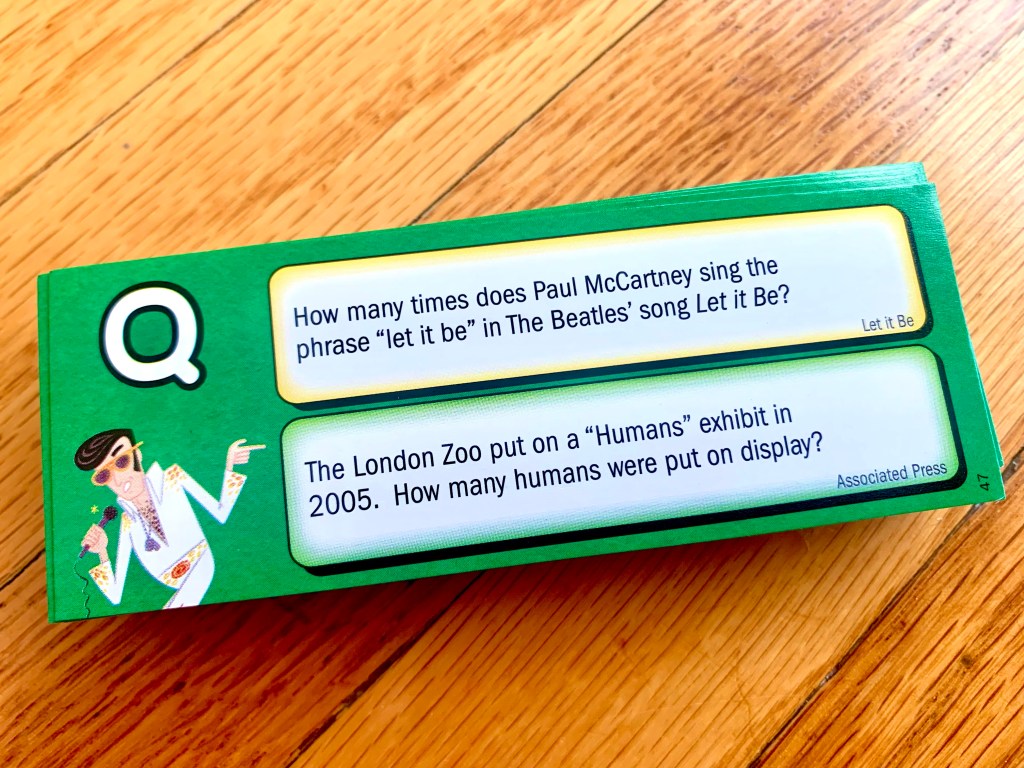 Q
How many times does Paul McCartney sing the
phrase “let it be” in The Beatles’ song Let it Be?
Let it Be
The London Zoo put on a “Humans” exhibit in
2005. How many humans were put on display?
Associated Press
47